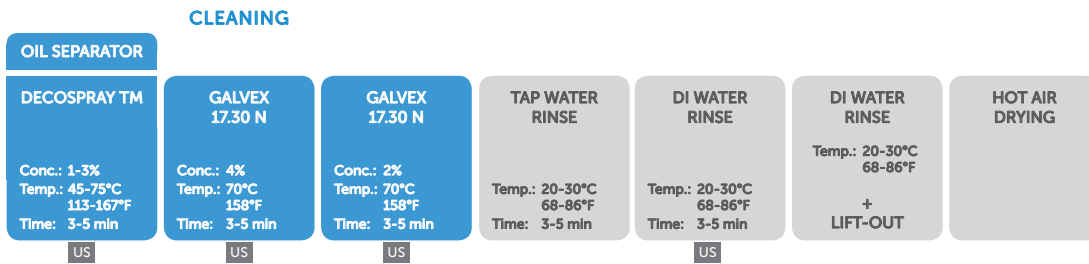 CLEANING
OIL SEPARATOR
DECOSPRAY TM
Conc.: 1-3%
Temp.: 45-75°C
113-167°F
Time: 3-5 min
US
GALVEX
17.30 N
Conc.: 4%
Temp.: 70°C
158°F
Time: 3-5 min
US
GALVEX
17.30 N
Conc.: 2%
Temp.: 70°C
158°F
Time: 3-5 min
US
TAP WATER
RINSE
Temp.: 20-30°C
68-86°F
Time: 3-5 min
DI WATER
RINSE
Temp.: 20-30°C
68-86°F
Time: 3-5 min
US
DI WATER
RINSE
Temp.: 20-30°C
68-86°F
+
LIFT-OUT
HOT AIR
DRYING